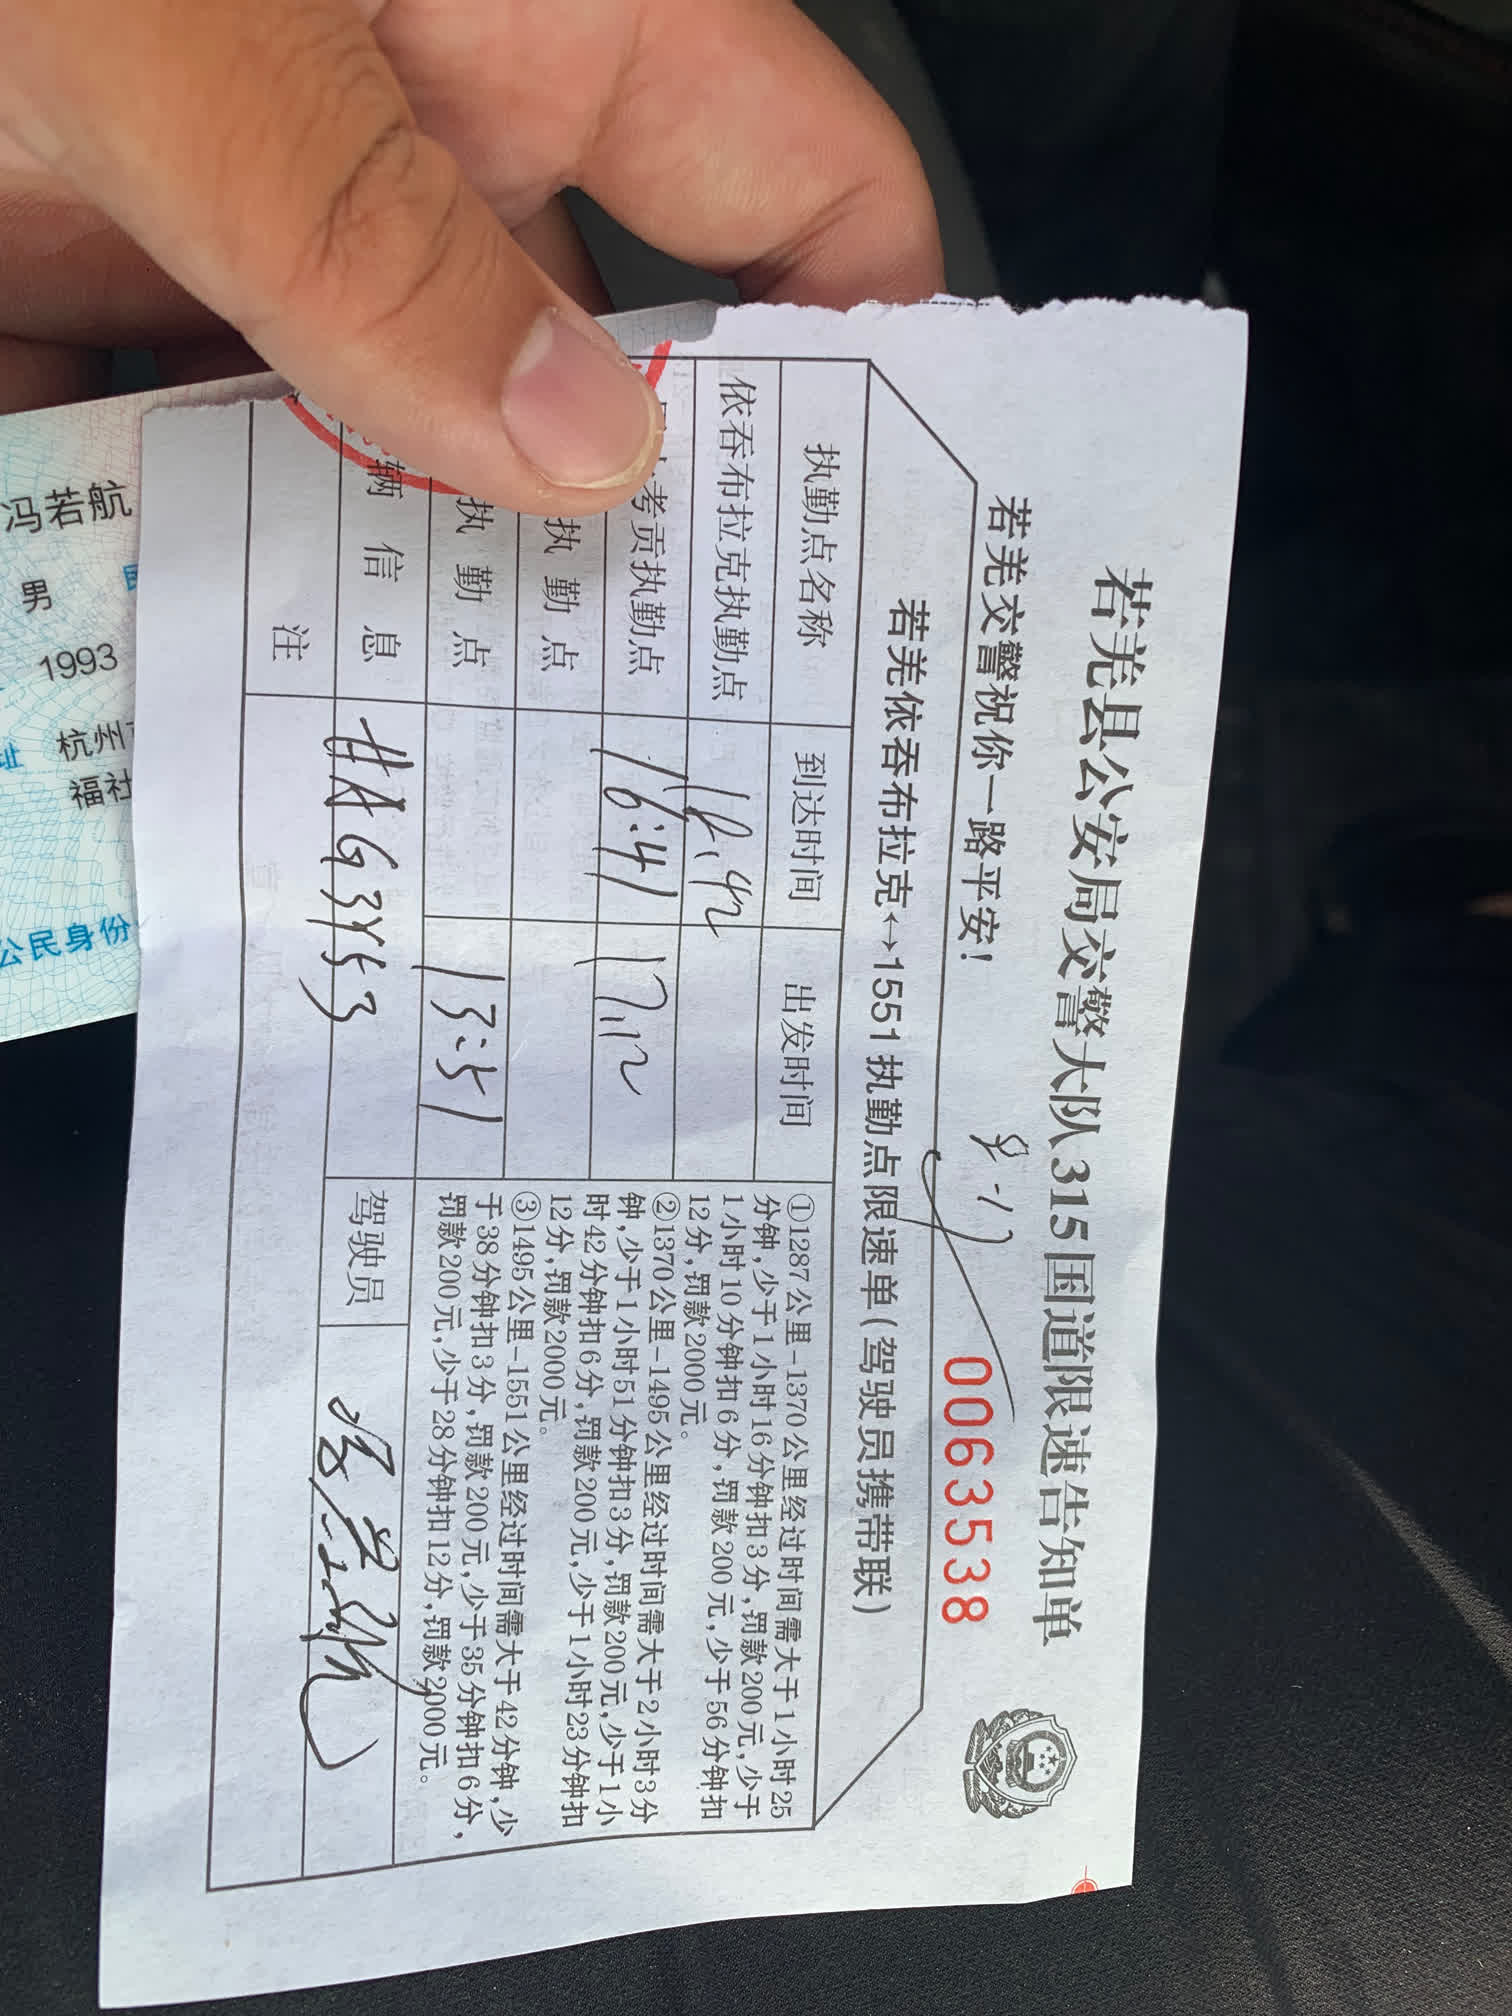 若羌县公安局交警大队315国道限速告知单
若羌交警祝你一路平安!
8-17
0063538
若羌依吞布拉克↔1551执勤点限速单(驾驶员携带联)
执勤点名称
到达时间
出发时间
依吞布拉克执勤点
考贡执勤点
16:41
17:12
执勤点
执勤点
13:51
辆信息
驾驶员
注
①1287公里-1370公里经过时间需大于1小时25
分钟,少于1小时16分钟扣3分,罚款200元,少于
1小时10分钟扣6分,罚款200元,少于56分钟扣
12分,罚款2000元。
②1370公里-1495公里经过时间需大于2小时3分
钟,少于1小时51分钟扣3分,罚款200元,少于1小
时42分钟扣6分,罚款200元,少于1小时23分钟扣
12分,罚款2000元。
③1495公里-1551公里经过时间需大于42分钟,少
于38分钟扣3分,罚款200元,少于35分钟扣6分,
罚款200元,少于28分钟扣12分,罚款2000元。
冯若航
男
1993
址 杭州
福社
公民身份